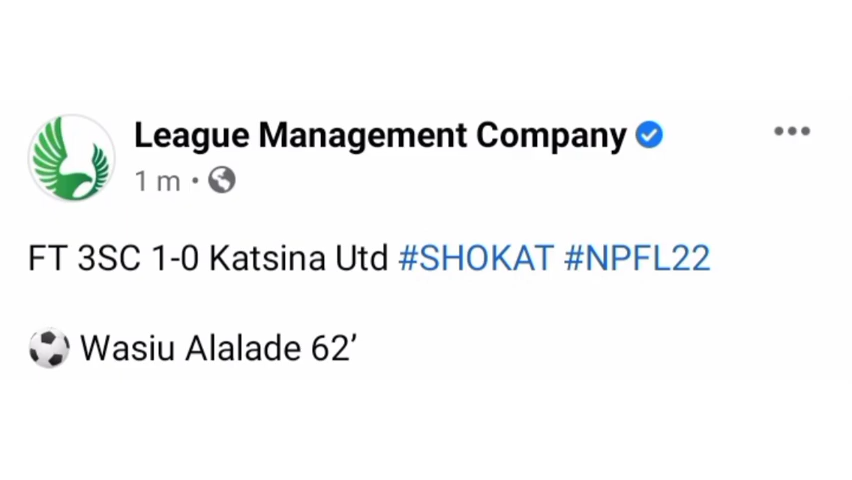 League Management Company
1 m •
FT 3SC 1-0 Katsina Utd #SHOKAT #NPFL22
⚽ Wasiu Alalade 62’